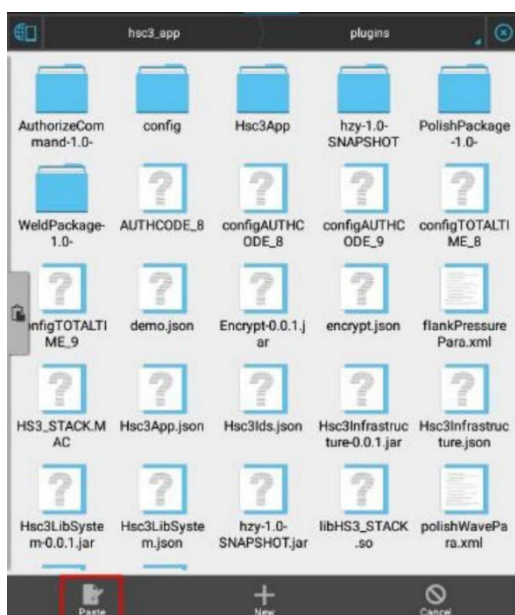 hsc3_app plugins
AuthorizeCom config Hsc3App hzy-1.0- PolishPackage
mand-1.0- SNAPSHOT -1.0-
WeldPackage- AUTHCODE_8 configAUTHC configAUTHC configTOTALTI
1.0- ODE_8 ODE_9 ME_8
nfigTOTALTI demo.json Encrypt-0.0.1.j encrypt.json flankPressure
ME_9 ar Para.xml
HS3_STACK.M Hsc3App.json Hsc3Ids.json Hsc3Infrastruc Hsc3Infrastruc
AC ture-0.0.1.jar ture.json
Hsc3LibSyste Hsc3LibSyste hzy-1.0- libHS3_STACK polishWavePa
m-0.0.1.jar m.json SNAPSHOT.jar .so ra.xml
Paste New Cancel